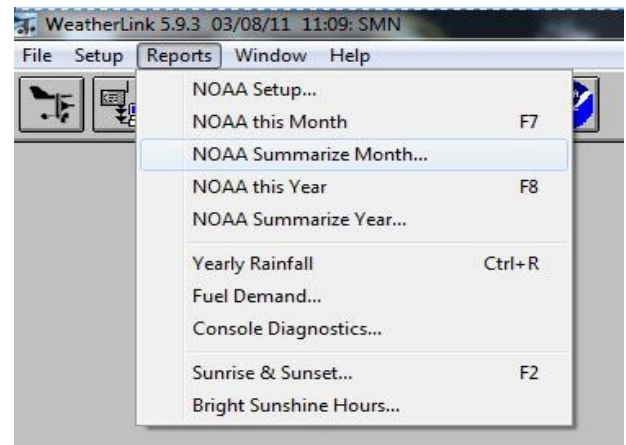 WeatherLink 5.9.3 03/08/11 11:09: SMN
File Setup Reports Window Help
NOAA Setup...
NOAA this Month F7
NOAA Summarize Month...
NOAA this Year F8
NOAA Summarize Year...
Yearly Rainfall Ctrl+R
Fuel Demand...
Console Diagnostics...
Sunrise & Sunset... F2
Bright Sunshine Hours...